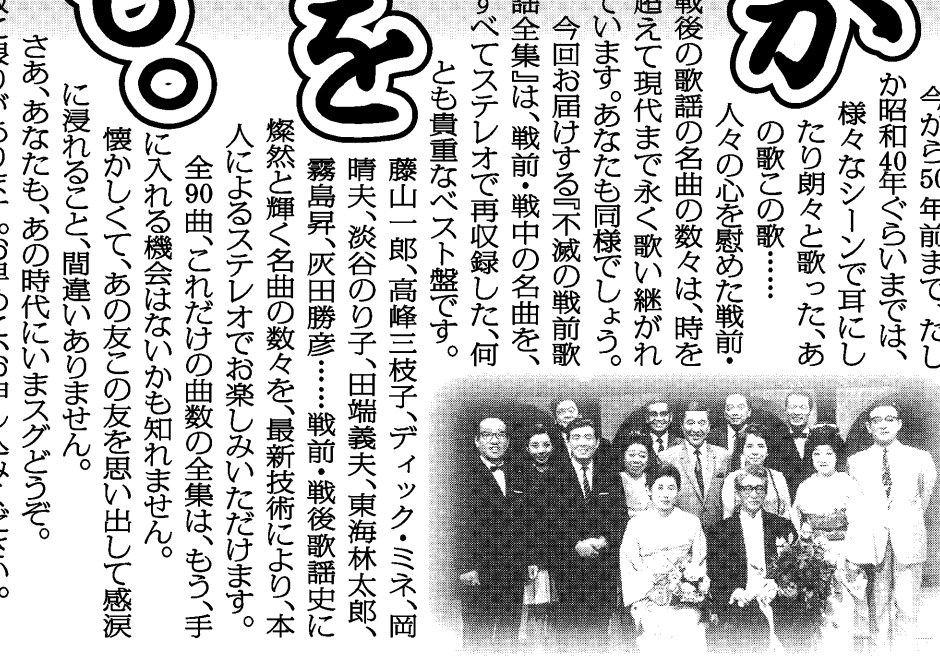 か
を
。
今から50年前まで、たし
か昭和40年ぐらいまでは、
様々なシーンで耳にし
たり朗々と歌った、あ
の歌この歌……
人々の心を慰めた戦前・
戦後の歌謡の名曲の数々は、時を
超えて現代まで永く歌い継がれ
ています。あなたも同様でしょう。
今回お届けする『不滅の戦前歌
謡全集』は、戦前・戦中の名曲を、
すべてステレオで再収録した、何
とも貴重なベスト盤です。
藤山一郎、高峰三枝子、ディック・ミネ、岡
晴夫、淡谷のり子、田端義夫、東海林太郎、
霧島昇、灰田勝彦……戦前・戦後歌謡史に
燦然と輝く名曲の数々を、最新技術により、本
人によるステレオでお楽しみいただけます。
全90曲、これだけの曲数の全集は、もう、手
に入れる機会はないかも知れません。
懐かしくて、あの友この友を思い出して感涙
に浸れること、間違いありません。
さあ、あなたも、あの時代にいまスグどうぞ。